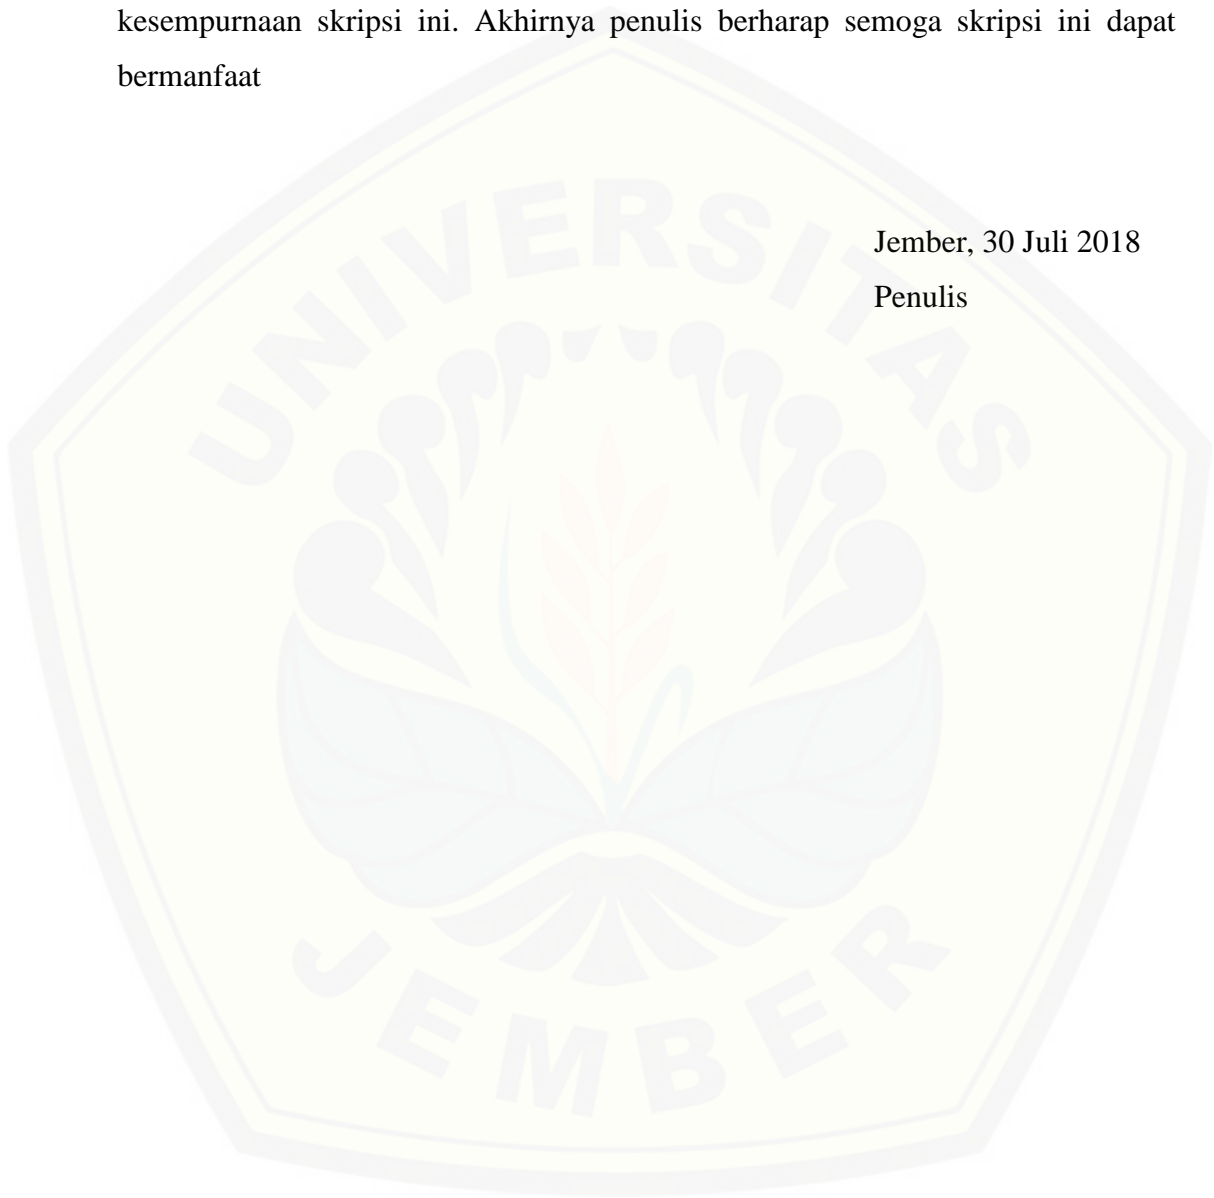 kesempurnaan skripsi ini. Akhirnya penulis berharap semoga skripsi ini dapat
bermanfaat
Jember, 30 Juli 2018
Penulis
UNIVERSITAS
JEMBER